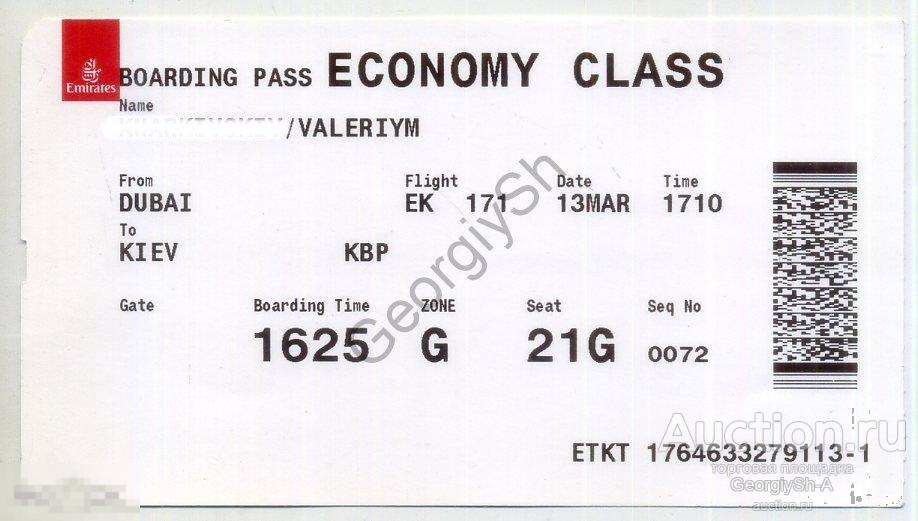 Emirates
BOARDING PASS ECONOMY CLASS
Name
/VALERIYM
From Flight Date Time
DUBAI EK 171 13MAR 1710
To
KIEV KBP
Gate Boarding Time ZONE Seat Seq No
1625 G 21G 0072
ETKT 1764633279113-1
GeorgiySh
Auction.ru
торговая площадка
GeorgiySh-A
auction.ru